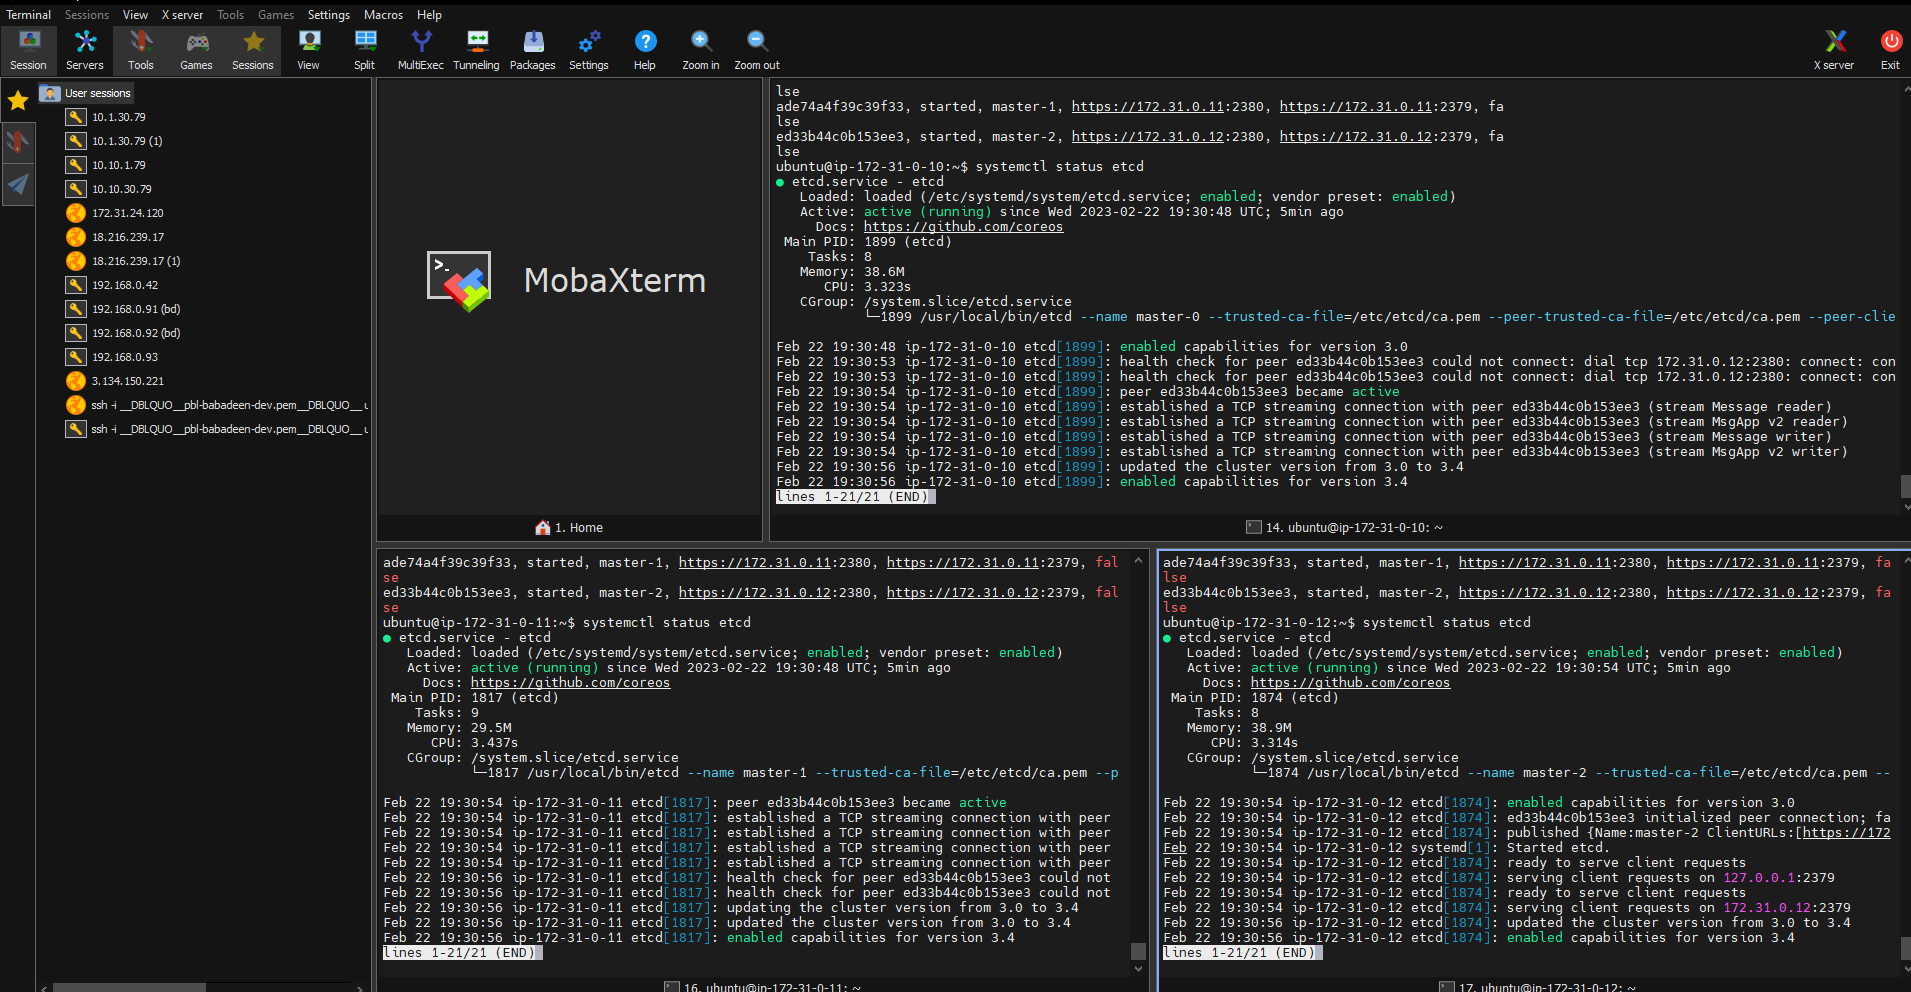 Terminal Sessions View X server Tools Games Settings Macros Help
Session Servers Tools Games Sessions View Split MultiExec Tunneling Packages Settings Help Zoom in Zoom out X server Exit
User sessions
10.1.30.79
10.1.30.79 (1)
10.10.1.79
10.10.30.79
172.31.24.120
18.216.239.17
18.216.239.17 (1)
192.168.0.42
192.168.0.91 (bd)
192.168.0.92 (bd)
192.168.0.93
3.134.150.221
ssh -i __DBLQUO__pbl-babadeen-dev.pem__DBLQUO__ u
ssh -i __DBLQUO__pbl-babadeen-dev.pem__DBLQUO__ u
>_
MobaXterm
1. Home
lse
ade74a4f39c39f33, started, master-1, https://172.31.0.11:2380, https://172.31.0.11:2379, fa
lse
ed33b44c0b153ee3, started, master-2, https://172.31.0.12:2380, https://172.31.0.12:2379, fa
lse
ubuntu@ip-172-31-0-10:~$ systemctl status etcd
● etcd.service - etcd
Loaded: loaded (/etc/systemd/system/etcd.service; enabled; vendor preset: enabled)
Active: active (running) since Wed 2023-02-22 19:30:48 UTC; 5min ago
Docs: https://github.com/coreos
Main PID: 1899 (etcd)
Tasks: 8
Memory: 38.6M
CPU: 3.323s
CGroup: /system.slice/etcd.service
└─1899 /usr/local/bin/etcd --name master-0 --trusted-ca-file=/etc/etcd/ca.pem --peer-trusted-ca-file=/etc/etcd/ca.pem --peer-clie
Feb 22 19:30:48 ip-172-31-0-10 etcd[1899]: enabled capabilities for version 3.0
Feb 22 19:30:53 ip-172-31-0-10 etcd[1899]: health check for peer ed33b44c0b153ee3 could not connect: dial tcp 172.31.0.12:2380: connect: con
Feb 22 19:30:53 ip-172-31-0-10 etcd[1899]: health check for peer ed33b44c0b153ee3 could not connect: dial tcp 172.31.0.12:2380: connect: con
Feb 22 19:30:54 ip-172-31-0-10 etcd[1899]: peer ed33b44c0b153ee3 became active
Feb 22 19:30:54 ip-172-31-0-10 etcd[1899]: established a TCP streaming connection with peer ed33b44c0b153ee3 (stream Message reader)
Feb 22 19:30:54 ip-172-31-0-10 etcd[1899]: established a TCP streaming connection with peer ed33b44c0b153ee3 (stream MsgApp v2 reader)
Feb 22 19:30:54 ip-172-31-0-10 etcd[1899]: established a TCP streaming connection with peer ed33b44c0b153ee3 (stream Message writer)
Feb 22 19:30:54 ip-172-31-0-10 etcd[1899]: established a TCP streaming connection with peer ed33b44c0b153ee3 (stream MsgApp v2 writer)
Feb 22 19:30:56 ip-172-31-0-10 etcd[1899]: updated the cluster version from 3.0 to 3.4
Feb 22 19:30:56 ip-172-31-0-10 etcd[1899]: enabled capabilities for version 3.4
lines 1-21/21 (END)
14. ubuntu@ip-172-31-0-10: ~
ade74a4f39c39f33, started, master-1, https://172.31.0.11:2380, https://172.31.0.11:2379, fal
se
ed33b44c0b153ee3, started, master-2, https://172.31.0.12:2380, https://172.31.0.12:2379, fal
se
ubuntu@ip-172-31-0-11:~$ systemctl status etcd
● etcd.service - etcd
Loaded: loaded (/etc/systemd/system/etcd.service; enabled; vendor preset: enabled)
Active: active (running) since Wed 2023-02-22 19:30:48 UTC; 5min ago
Docs: https://github.com/coreos
Main PID: 1817 (etcd)
Tasks: 9
Memory: 29.5M
CPU: 3.437s
CGroup: /system.slice/etcd.service
└─1817 /usr/local/bin/etcd --name master-1 --trusted-ca-file=/etc/etcd/ca.pem --p
Feb 22 19:30:54 ip-172-31-0-11 etcd[1817]: peer ed33b44c0b153ee3 became active
Feb 22 19:30:54 ip-172-31-0-11 etcd[1817]: established a TCP streaming connection with peer
Feb 22 19:30:54 ip-172-31-0-11 etcd[1817]: established a TCP streaming connection with peer
Feb 22 19:30:54 ip-172-31-0-11 etcd[1817]: established a TCP streaming connection with peer
Feb 22 19:30:54 ip-172-31-0-11 etcd[1817]: established a TCP streaming connection with peer
Feb 22 19:30:56 ip-172-31-0-11 etcd[1817]: health check for peer ed33b44c0b153ee3 could not
Feb 22 19:30:56 ip-172-31-0-11 etcd[1817]: health check for peer ed33b44c0b153ee3 could not
Feb 22 19:30:56 ip-172-31-0-11 etcd[1817]: updating the cluster version from 3.0 to 3.4
Feb 22 19:30:56 ip-172-31-0-11 etcd[1817]: updated the cluster version from 3.0 to 3.4
Feb 22 19:30:56 ip-172-31-0-11 etcd[1817]: enabled capabilities for version 3.4
lines 1-21/21 (END)
16. ubuntu@ip-172-31-0-11: ~
ade74a4f39c39f33, started, master-1, https://172.31.0.11:2380, https://172.31.0.11:2379, fa
lse
ed33b44c0b153ee3, started, master-2, https://172.31.0.12:2380, https://172.31.0.12:2379, fa
lse
ubuntu@ip-172-31-0-12:~$ systemctl status etcd
● etcd.service - etcd
Loaded: loaded (/etc/systemd/system/etcd.service; enabled; vendor preset: enabled)
Active: active (running) since Wed 2023-02-22 19:30:54 UTC; 5min ago
Docs: https://github.com/coreos
Main PID: 1874 (etcd)
Tasks: 8
Memory: 38.9M
CPU: 3.314s
CGroup: /system.slice/etcd.service
└─1874 /usr/local/bin/etcd --name master-2 --trusted-ca-file=/etc/etcd/ca.pem --
Feb 22 19:30:54 ip-172-31-0-12 etcd[1874]: enabled capabilities for version 3.0
Feb 22 19:30:54 ip-172-31-0-12 etcd[1874]: ed33b44c0b153ee3 initialized peer connection; fa
Feb 22 19:30:54 ip-172-31-0-12 etcd[1874]: published {Name:master-2 ClientURLs:[https://172
Feb 22 19:30:54 ip-172-31-0-12 systemd[1]: Started etcd.
Feb 22 19:30:54 ip-172-31-0-12 etcd[1874]: ready to serve client requests
Feb 22 19:30:54 ip-172-31-0-12 etcd[1874]: serving client requests on 127.0.0.1:2379
Feb 22 19:30:54 ip-172-31-0-12 etcd[1874]: ready to serve client requests
Feb 22 19:30:54 ip-172-31-0-12 etcd[1874]: serving client requests on 172.31.0.12:2379
Feb 22 19:30:56 ip-172-31-0-12 etcd[1874]: updated the cluster version from 3.0 to 3.4
Feb 22 19:30:56 ip-172-31-0-12 etcd[1874]: enabled capabilities for version 3.4
lines 1-21/21 (END)
17. ubuntu@ip-172-31-0-12: ~